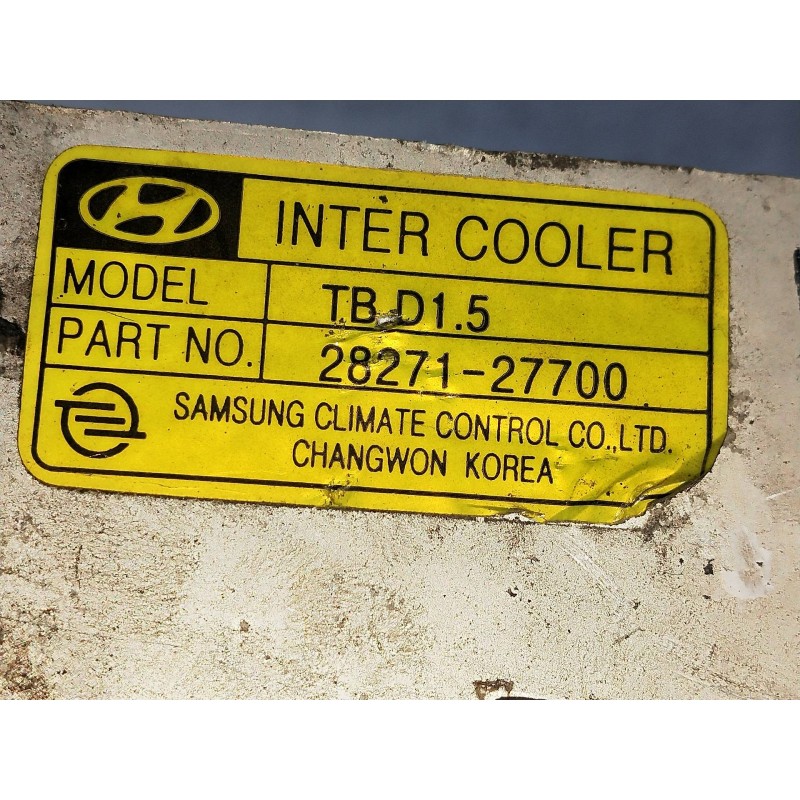 INTER COOLER
MODEL TB D1.5
PART NO. 28271-27700
SAMSUNG CLIMATE CONTROL CO.,LTD.
CHANGWON KOREA